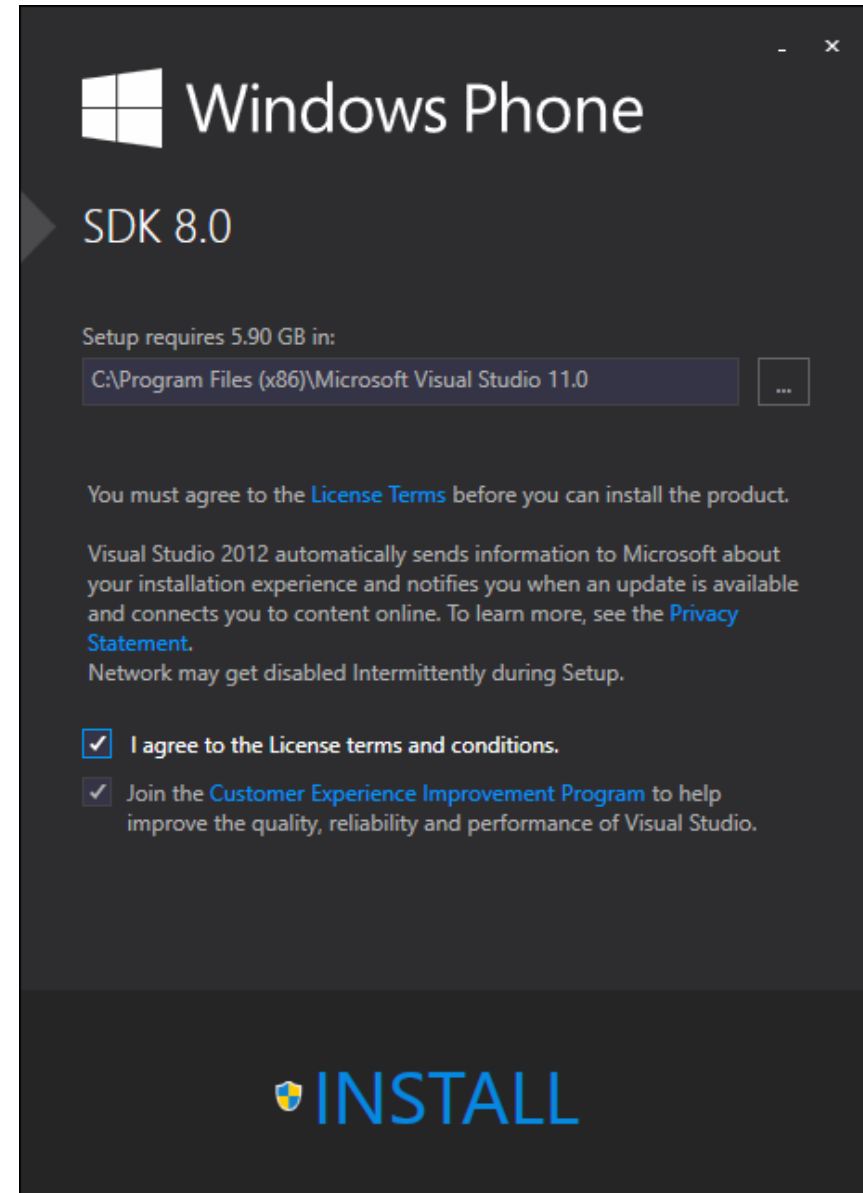 Windows Phone
SDK 8.0
Setup requires 5.90 GB in:
C:\Program Files (x86)\Microsoft Visual Studio 11.0
...
You must agree to the License Terms before you can install the product.
Visual Studio 2012 automatically sends information to Microsoft about
your installation experience and notifies you when an update is available
and connects you to content online. To learn more, see the Privacy
Statement.
Network may get disabled Intermittently during Setup.
I agree to the License terms and conditions.
Join the Customer Experience Improvement Program to help
improve the quality, reliability and performance of Visual Studio.
INSTALL